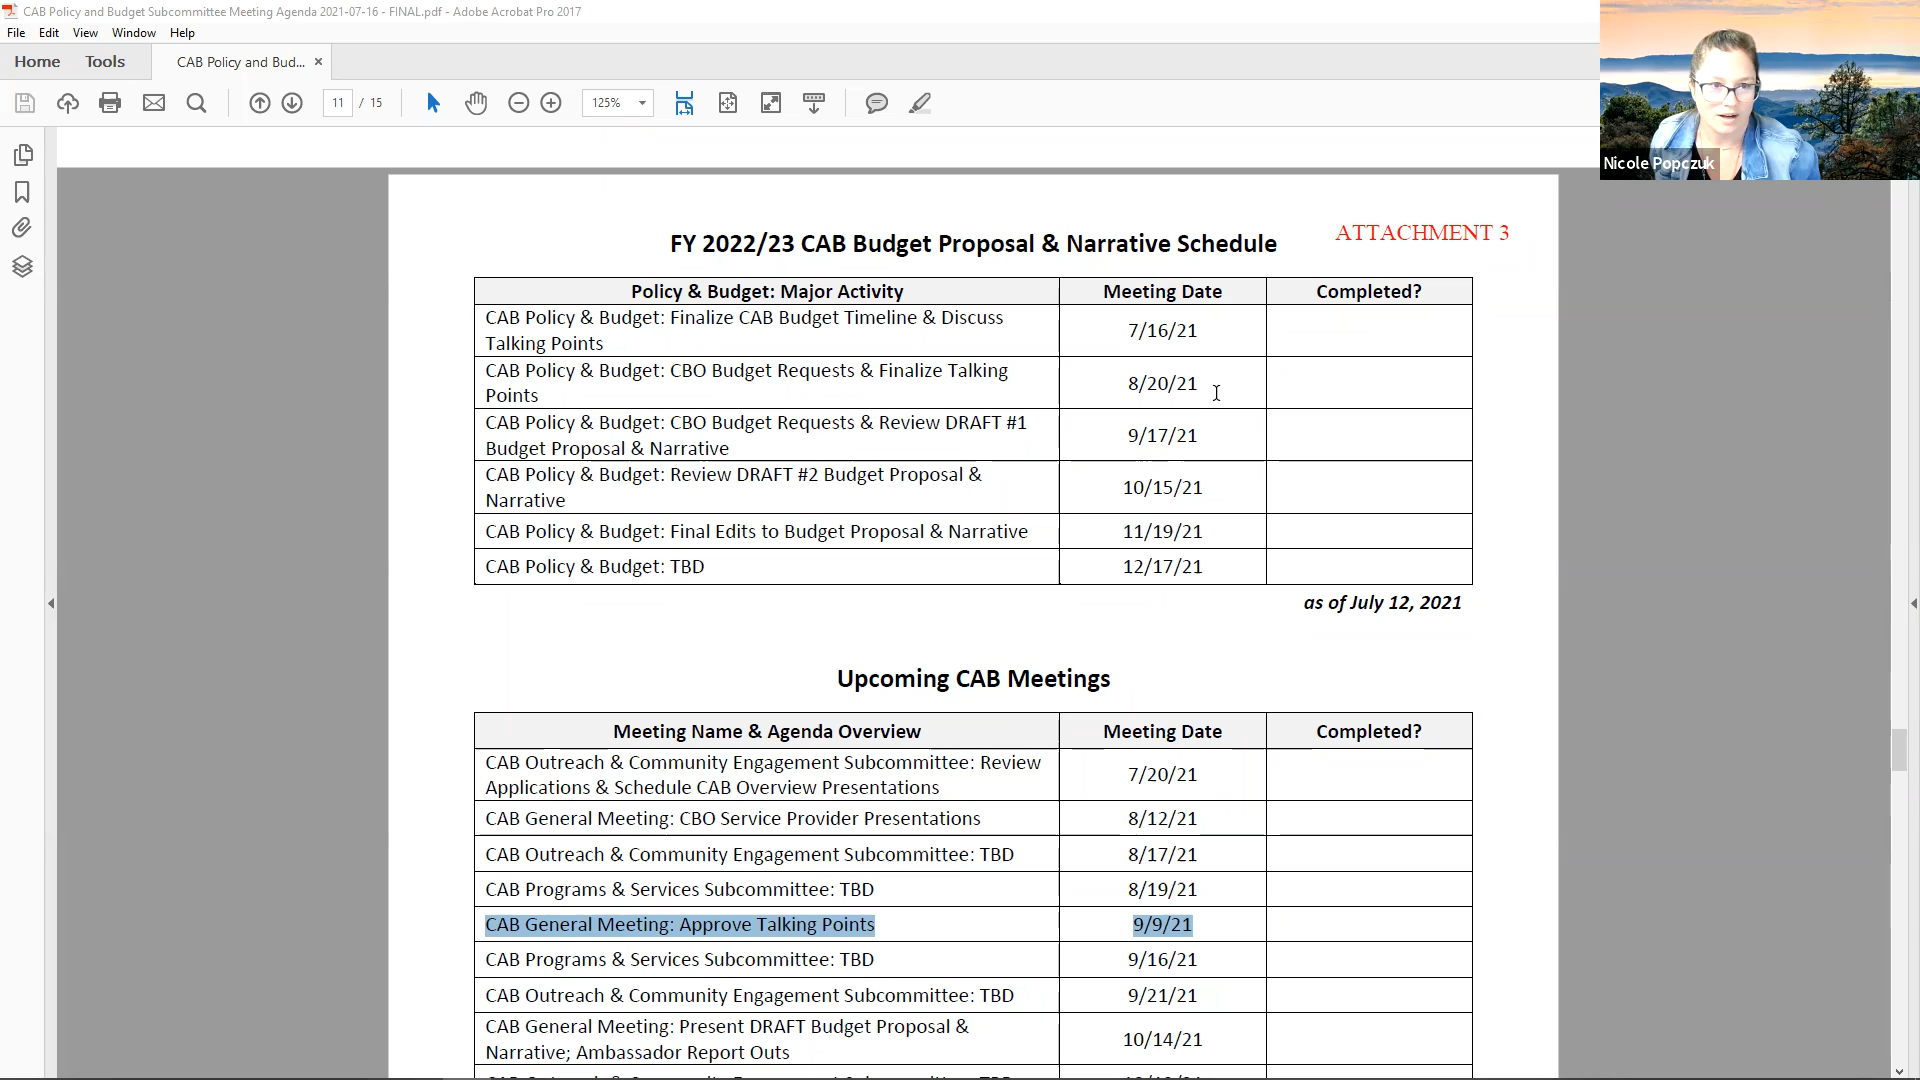 CAB Policy and Budget Subcommittee Meeting Agenda 2021-07-16 - FINAL.pdf - Adobe Acrobat Pro 2017
File Edit View Window Help
Home Tools CAB Policy and Bud... ×
11 / 15 125%
Nicole Popczuk
ATTACHMENT 3
FY 2022/23 CAB Budget Proposal & Narrative Schedule
Policy & Budget: Major Activity Meeting Date Completed?
CAB Policy & Budget: Finalize CAB Budget Timeline & Discuss
Talking Points
7/16/21
CAB Policy & Budget: CBO Budget Requests & Finalize Talking
Points
8/20/21
CAB Policy & Budget: CBO Budget Requests & Review DRAFT #1
Budget Proposal & Narrative
9/17/21
CAB Policy & Budget: Review DRAFT #2 Budget Proposal &
Narrative
10/15/21
CAB Policy & Budget: Final Edits to Budget Proposal & Narrative 11/19/21
CAB Policy & Budget: TBD 12/17/21
as of July 12, 2021
Upcoming CAB Meetings
Meeting Name & Agenda Overview Meeting Date Completed?
CAB Outreach & Community Engagement Subcommittee: Review
Applications & Schedule CAB Overview Presentations
7/20/21
CAB General Meeting: CBO Service Provider Presentations 8/12/21
CAB Outreach & Community Engagement Subcommittee: TBD 8/17/21
CAB Programs & Services Subcommittee: TBD 8/19/21
CAB General Meeting: Approve Talking Points 9/9/21
CAB Programs & Services Subcommittee: TBD 9/16/21
CAB Outreach & Community Engagement Subcommittee: TBD 9/21/21
CAB General Meeting: Present DRAFT Budget Proposal &
Narrative; Ambassador Report Outs
10/14/21